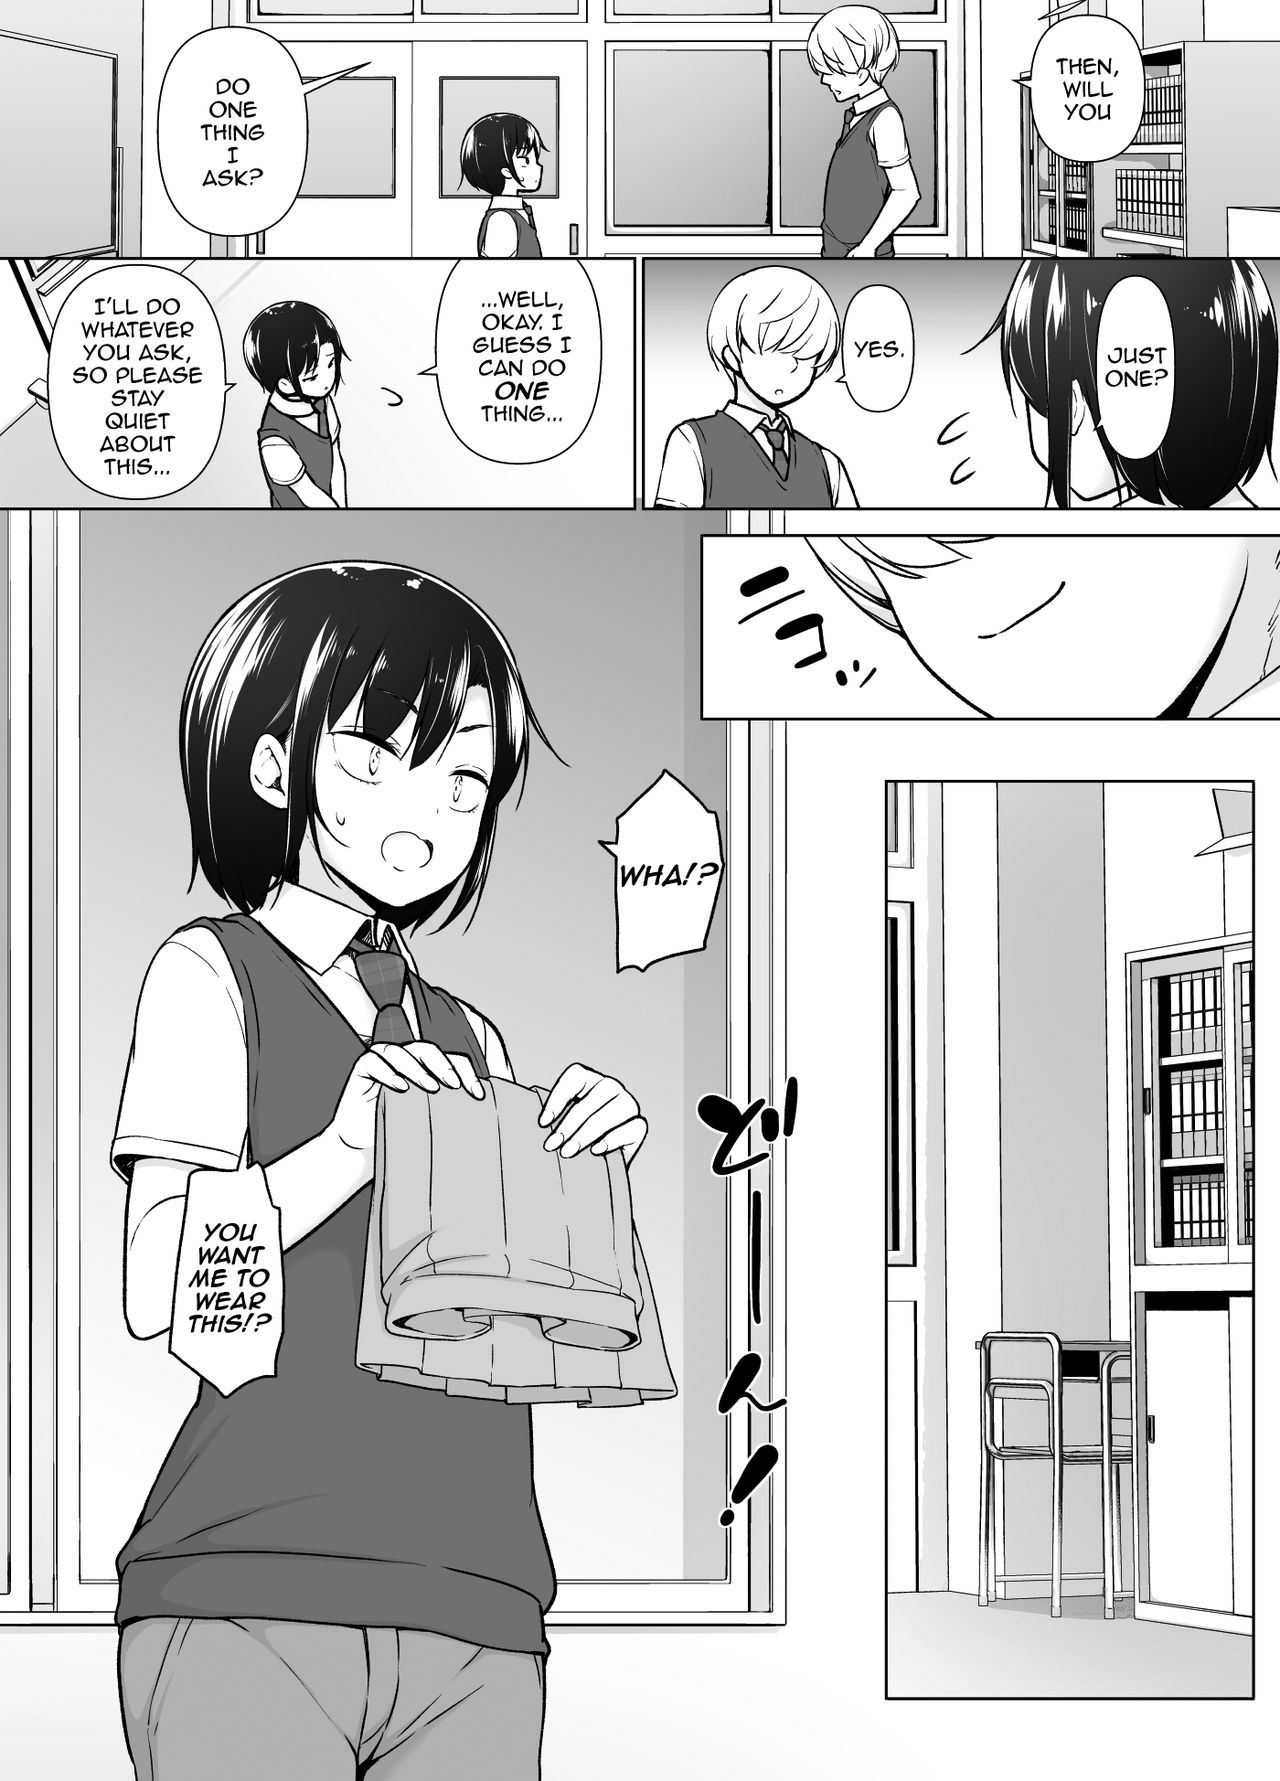 THEN,
WILL
YOU
DO
ONE
THING
I
ASK?
JUST
ONE?
YES.
...WELL,
OKAY. I
GUESS I
CAN DO
ONE
THING...
I'LL DO
WHATEVER
YOU ASK,
SO PLEASE
STAY
QUIET
ABOUT
THIS...
ニコッ
WHA!?
どーーん!
YOU
WANT
ME TO
WEAR
THIS!?